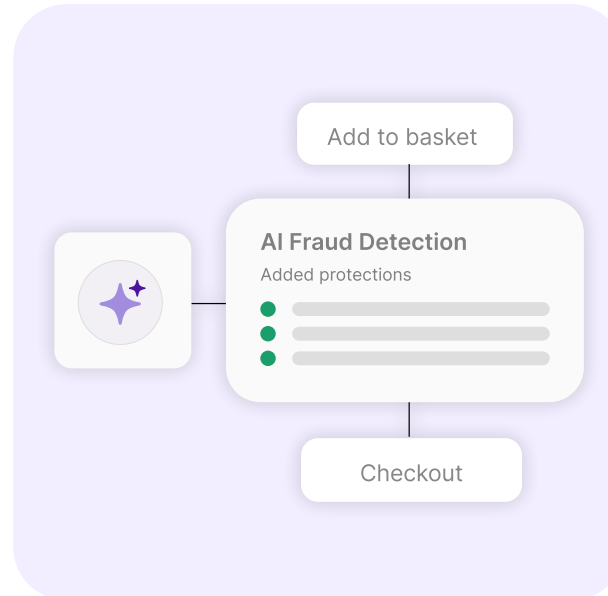 Add to basket
AI Fraud Detection
Added protections
Checkout